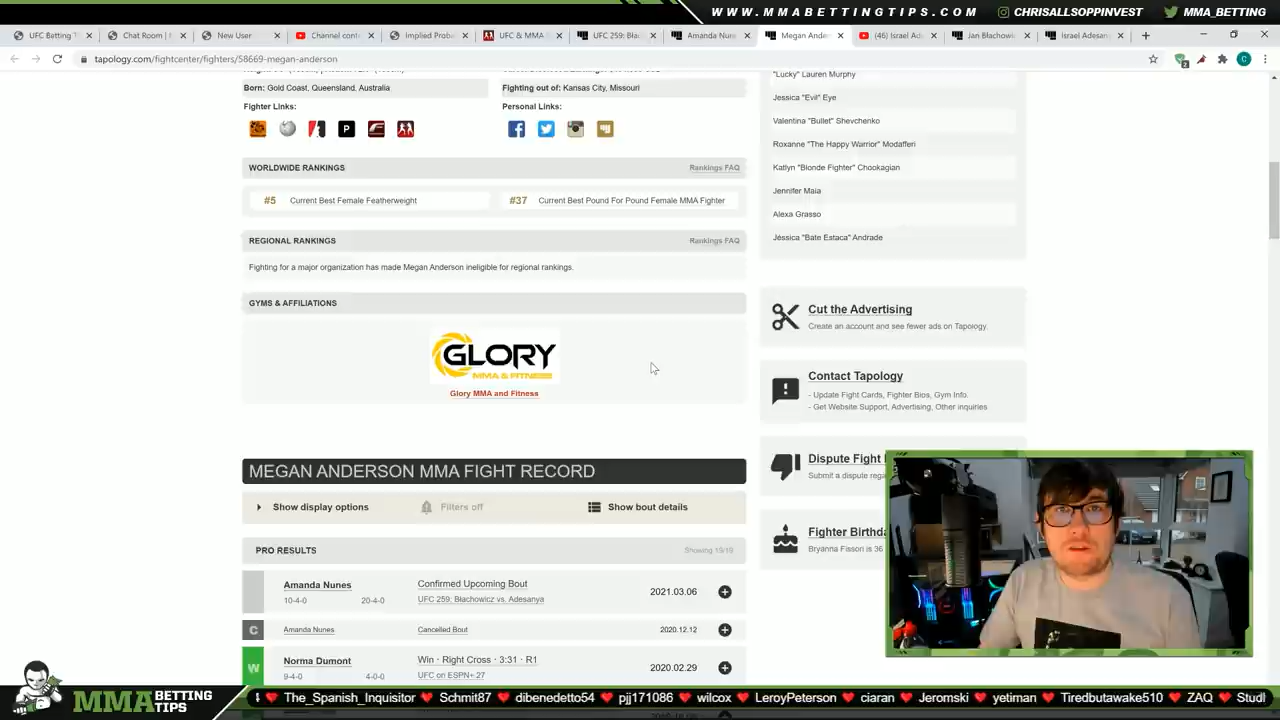 WWW.MMABETTINGTIPS.COM
CHRISALLSOPPINVEST
MMA_BETTING
UFC Betting T
Chat Room |
New User
Channel cont
Implied Proba
UFC & MMA
UFC 259: Bła
Amanda Nun
Megan Ander
(46) Israel Ad
Jan Błachowi
Israel Adesan
tapology.com/fightcenter/fighters/58669-megan-anderson
Born: Gold Coast, Queensland, Australia
Fighting out of: Kansas City, Missouri
Fighter Links:
Personal Links:
WORLDWIDE RANKINGS
Rankings FAQ
#5 Current Best Female Featherweight
#37 Current Best Pound For Pound Female MMA Fighter
REGIONAL RANKINGS
Rankings FAQ
Fighting for a major organization has made Megan Anderson ineligible for regional rankings.
GYMS & AFFILIATIONS
GLORY
MMA & FITNESS
Glory MMA and Fitness
MEGAN ANDERSON MMA FIGHT RECORD
Show display options
Filters off
Show bout details
PRO RESULTS
Amanda Nunes
Confirmed Upcoming Bout
2021.03.06
10-4-0
20-4-0
UFC 259: Błachowicz vs. Adesanya
C
Amanda Nunes
Cancelled Bout
2020.12.12
W
Norma Dumont
Win · Right Cross · 3:31 · R1
2020.02.29
9-4-0
4-0-0
UFC on ESPN+ 27
"Lucky" Lauren Murphy
Jessica "Evil" Eye
Valentina "Bullet" Shevchenko
Roxanne "The Happy Warrior" Modafferi
Katlyn "Blonde Fighter" Chookagian
Jennifer Maia
Alexa Grasso
Jéssica "Bate Estaca" Andrade
Cut the Advertising
Create an account and see fewer ads on Tapology.
Contact Tapology
- Update Fight Cards, Fighter Bios, Gym Info.
- Get Website Support, Advertising, Other inquiries
Dispute Fight
Submit a dispute rega
Fighter Birthda
Bryanna Fissori is 36
MMA BETTING TIPS
The_Spanish_Inquisitor
Schmit87
dibenedetto54
pjj171086
wilcox
LeroyPeterson
ciaran
Jeromski
yetiman
Tiredbutawake510
ZAQ
Studi